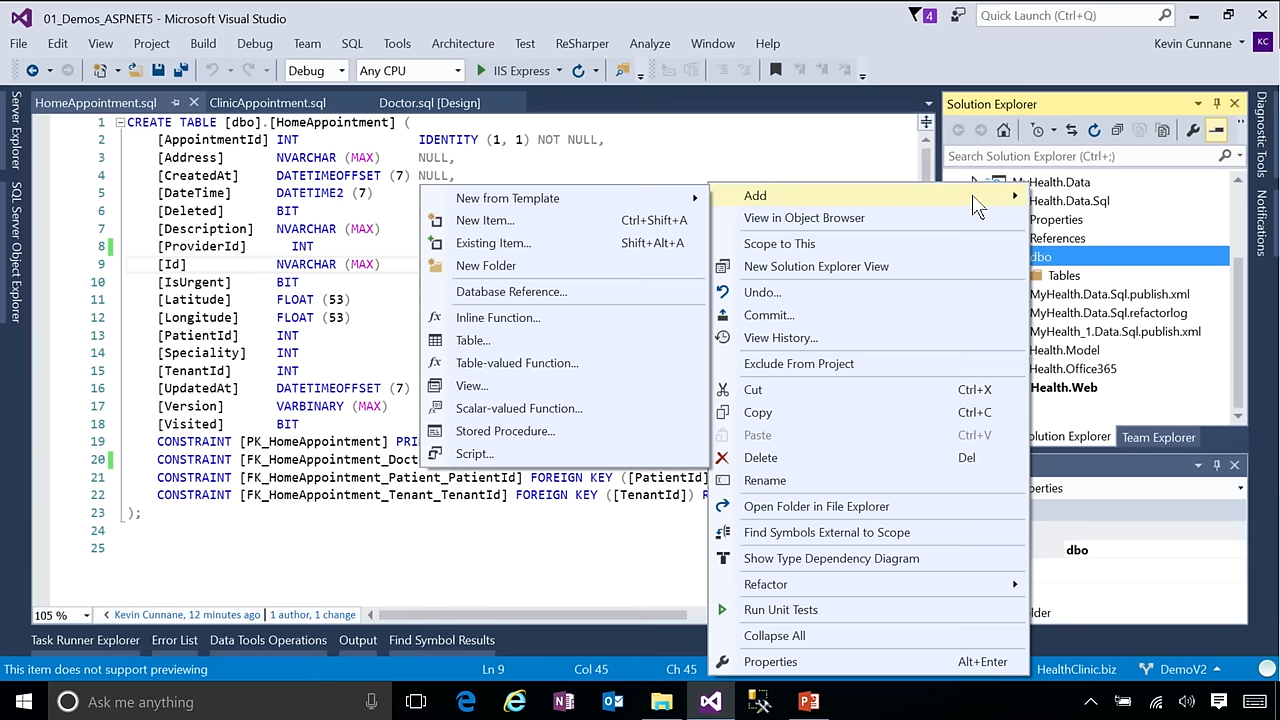 01_Demos_ASPNET5 - Microsoft Visual Studio
4
Quick Launch (Ctrl+Q)
File Edit View Project Build Debug Team SQL Tools Architecture Test ReSharper Analyze Window Help
Kevin Cunnane
KC
Debug Any CPU IIS Express
Server Explorer
SQL Server Object Explorer
HomeAppointment.sql ClinicAppointment.sql Doctor.sql [Design]
1 CREATE TABLE [dbo].[HomeAppointment] (
2 [AppointmentId] INT IDENTITY (1, 1) NOT NULL,
3 [Address] NVARCHAR (MAX) NULL,
4 [CreatedAt] DATETIMEOFFSET (7) NULL,
5 [DateTime] DATETIME2 (7)
6 [Deleted] BIT
7 [Description] NVARCHAR (MAX)
8 [ProviderId] INT
9 [Id] NVARCHAR (MAX)
10 [IsUrgent] BIT
11 [Latitude] FLOAT (53)
12 [Longitude] FLOAT (53)
13 [PatientId] INT
14 [Speciality] INT
15 [TenantId] INT
16 [UpdatedAt] DATETIMEOFFSET (7)
17 [Version] VARBINARY (MAX)
18 [Visited] BIT
19 CONSTRAINT [PK_HomeAppointment] PRI
20 CONSTRAINT [FK_HomeAppointment_Doct
21 CONSTRAINT [FK_HomeAppointment_Patient_PatientId] FOREIGN KEY ([PatientId]
22 CONSTRAINT [FK_HomeAppointment_Tenant_TenantId] FOREIGN KEY ([TenantId]) R
23 );
24
25
New from Template
New Item... Ctrl+Shift+A
Existing Item... Shift+Alt+A
New Folder
Database Reference...
Inline Function...
Table...
Table-valued Function...
View...
Scalar-valued Function...
Stored Procedure...
Script...
Add
View in Object Browser
Scope to This
New Solution Explorer View
Undo...
Commit...
View History...
Exclude From Project
Cut Ctrl+X
Copy Ctrl+C
Paste Ctrl+V
Delete Del
Rename
Open Folder in File Explorer
Find Symbols External to Scope
Show Type Dependency Diagram
Refactor
Run Unit Tests
Collapse All
Properties Alt+Enter
Solution Explorer
Search Solution Explorer (Ctrl+;)
MyHealth.Data
Health.Data.Sql
Properties
References
dbo
Tables
MyHealth.Data.Sql.publish.xml
MyHealth.Data.Sql.refactorlog
MyHealth_1.Data.Sql.publish.xml
Health.Model
Health.Office365
Health.Web
olution Explorer Team Explorer
operties
dbo
lder
Diagnostic Tools
Notifications
105 % Kevin Cunnane, 12 minutes ago | 1 author, 1 change
Task Runner Explorer Error List Data Tools Operations Output Find Symbol Results
This item does not support previewing Ln 9 Col 45 Ch 45 HealthClinic.biz DemoV2
Ask me anything